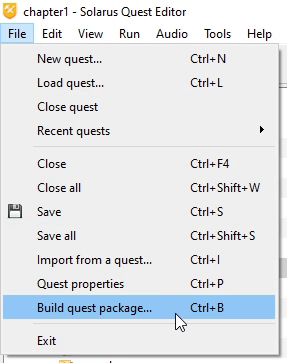 chapter1 - Solarus Quest Editor
File Edit View Run Audio Tools Help
New quest... Ctrl+N
Load quest... Ctrl+L
Close quest
Recent quests
Close Ctrl+F4
Close all Ctrl+Shift+W
Save Ctrl+S
Save all Ctrl+Shift+S
Import from a quest... Ctrl+I
Quest properties Ctrl+P
Build quest package... Ctrl+B
Exit